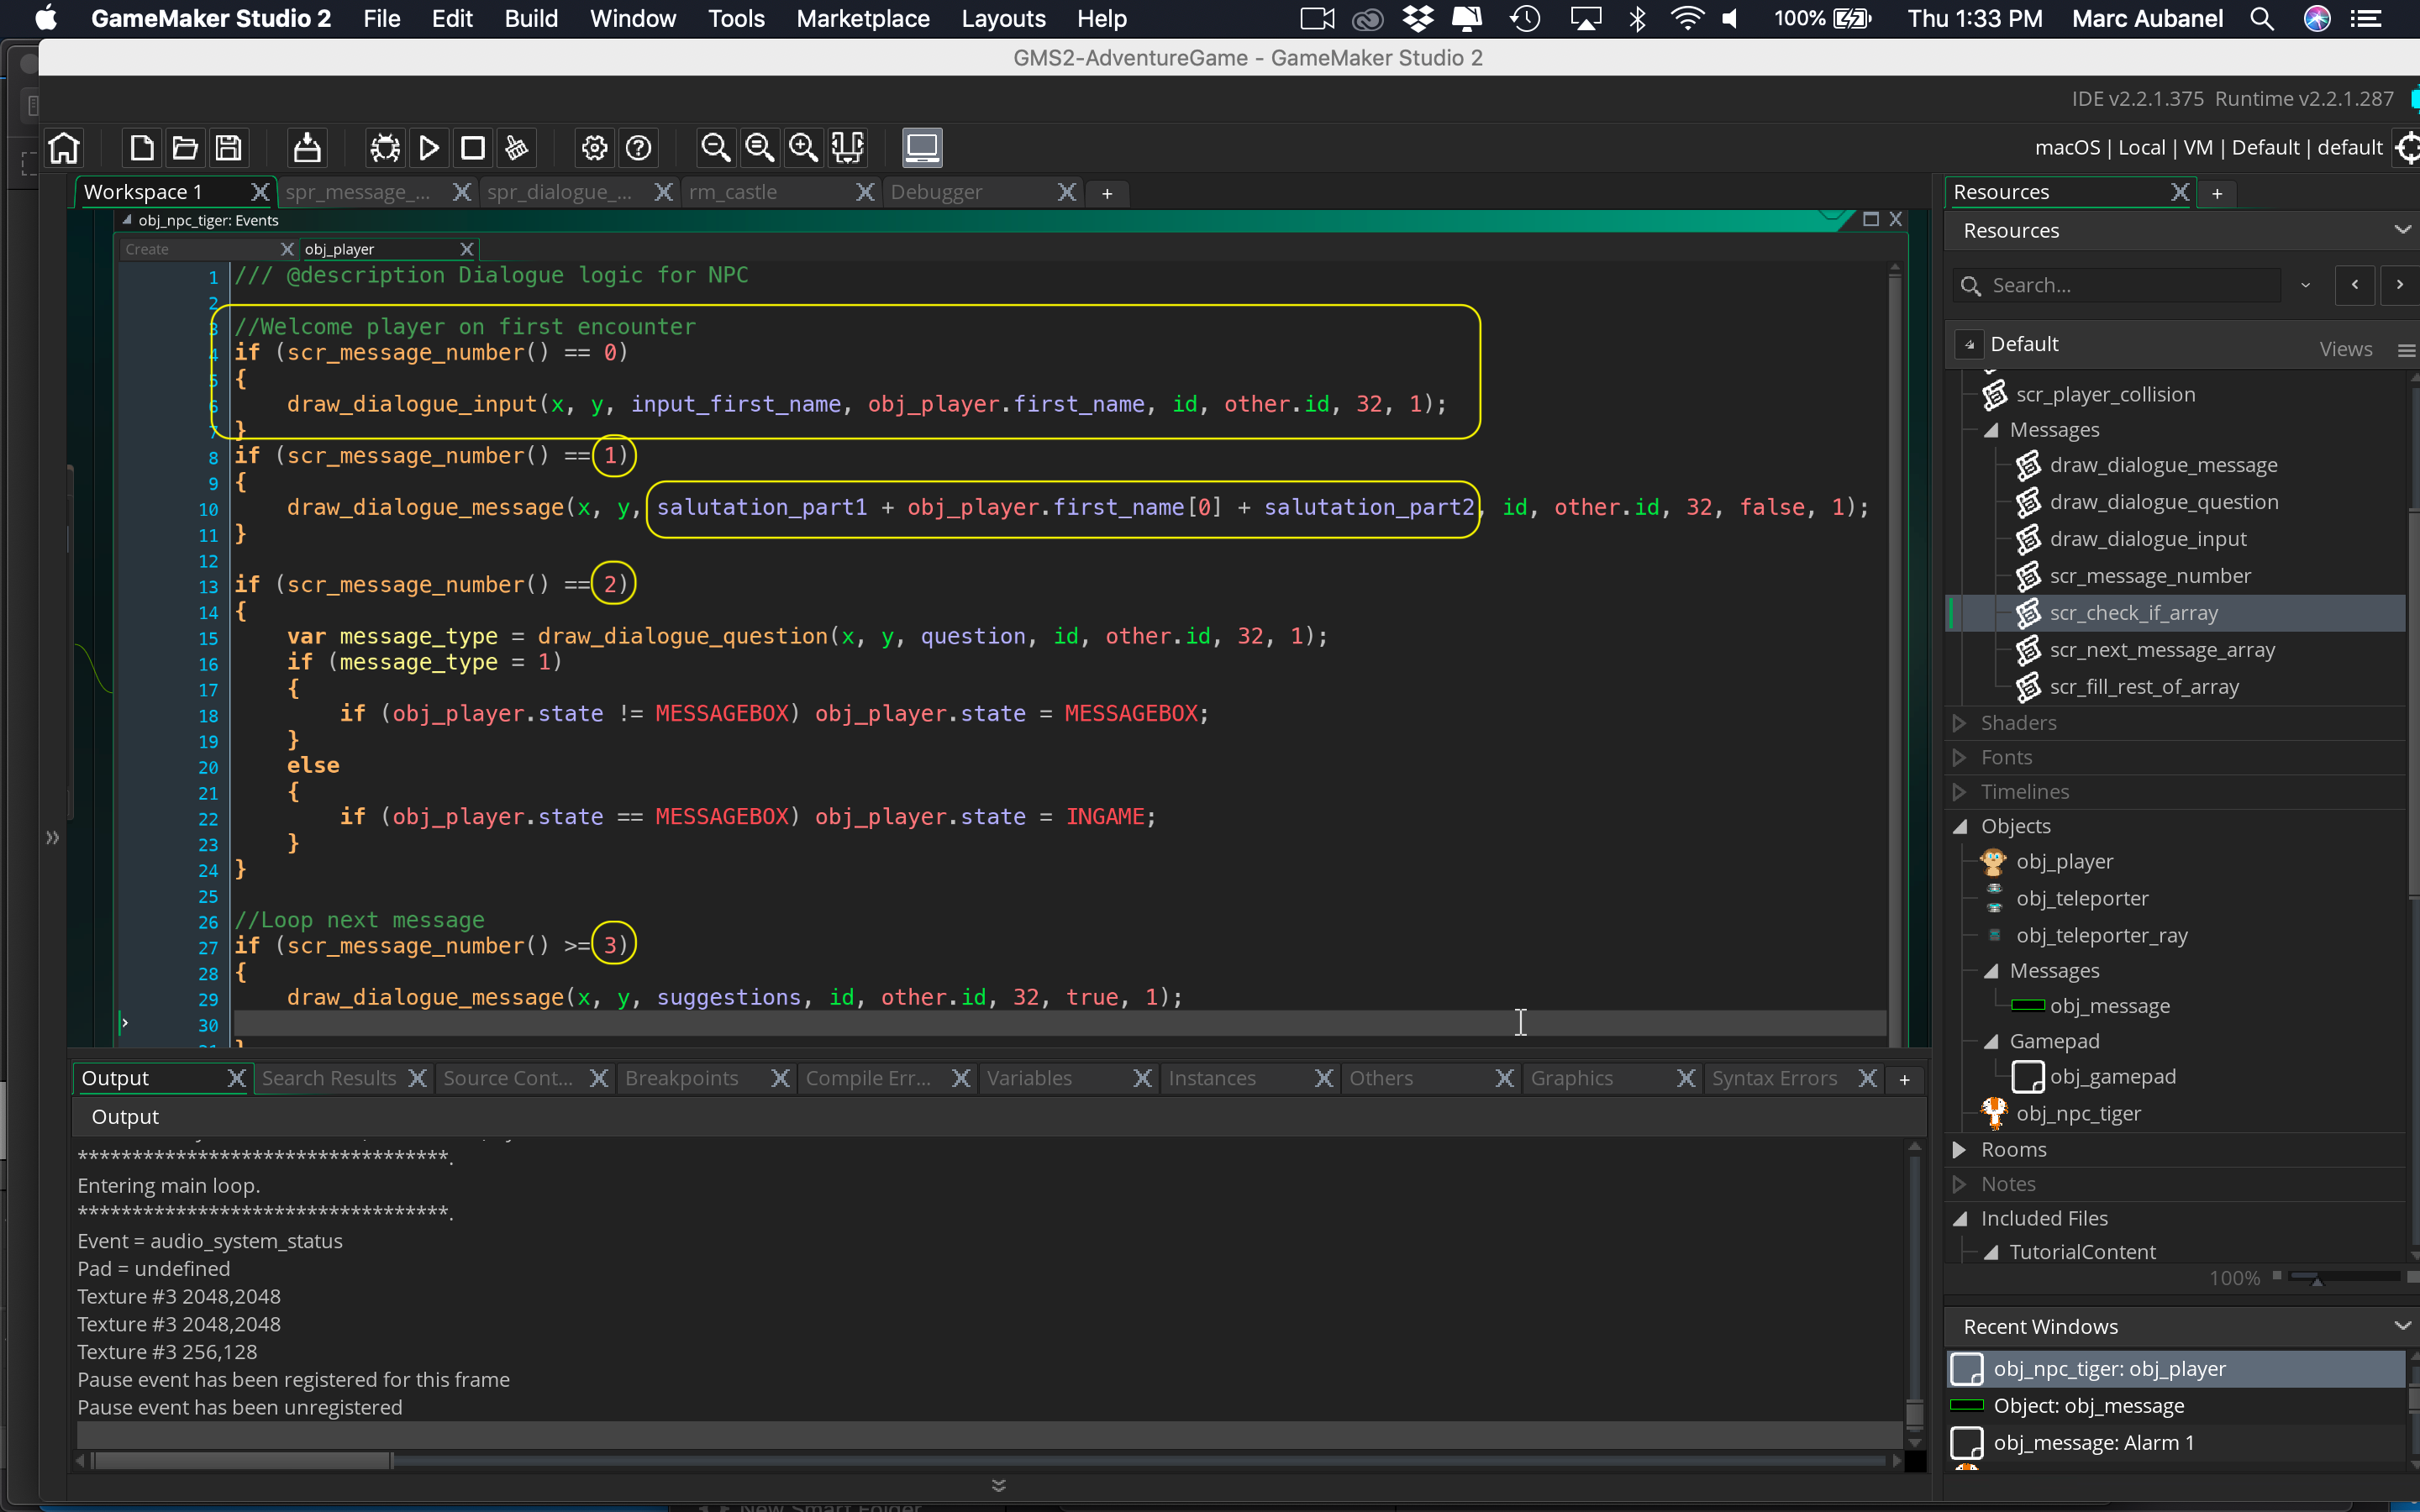 GameMaker Studio 2 File Edit Build Window Tools Marketplace Layouts Help 100% Thu 1:33 PM Marc Aubanel
GMS2-AdventureGame - GameMaker Studio 2
IDE v2.2.1.375 Runtime v2.2.1.287
macOS | Local | VM | Default | default
Workspace 1 spr_message_... spr_dialogue_... rm_castle Debugger +
obj_npc_tiger: Events
Create obj_player
1 /// @description Dialogue logic for NPC
2
3 //Welcome player on first encounter
4 if (scr_message_number() == 0)
5 {
6 draw_dialogue_input(x, y, input_first_name, obj_player.first_name, id, other.id, 32, 1);
7 }
8 if (scr_message_number() == 1)
9 {
10 draw_dialogue_message(x, y, salutation_part1 + obj_player.first_name[0] + salutation_part2, id, other.id, 32, false, 1);
11 }
12
13 if (scr_message_number() == 2)
14 {
15 var message_type = draw_dialogue_question(x, y, question, id, other.id, 32, 1);
16 if (message_type = 1)
17 {
18 if (obj_player.state != MESSAGEBOX) obj_player.state = MESSAGEBOX;
19 }
20 else
21 {
22 if (obj_player.state == MESSAGEBOX) obj_player.state = INGAME;
23 }
24 }
25
26 //Loop next message
27 if (scr_message_number() >= 3)
28 {
29 draw_dialogue_message(x, y, suggestions, id, other.id, 32, true, 1);
30
Output Search Results Source Cont... Breakpoints Compile Err... Variables Instances Others Graphics Syntax Errors +
Output
**********************************.
Entering main loop.
**********************************.
Event = audio_system_status
Pad = undefined
Texture #3 2048,2048
Texture #3 2048,2048
Texture #3 256,128
Pause event has been registered for this frame
Pause event has been unregistered
Resources +
Resources
Search...
Default Views
scr_player_collision
Messages
draw_dialogue_message
draw_dialogue_question
draw_dialogue_input
scr_message_number
scr_check_if_array
scr_next_message_array
scr_fill_rest_of_array
Shaders
Fonts
Timelines
Objects
obj_player
obj_teleporter
obj_teleporter_ray
Messages
obj_message
Gamepad
obj_gamepad
obj_npc_tiger
Rooms
Notes
Included Files
TutorialContent
100%
Recent Windows
obj_npc_tiger: obj_player
Object: obj_message
obj_message: Alarm 1
New Smart Folder